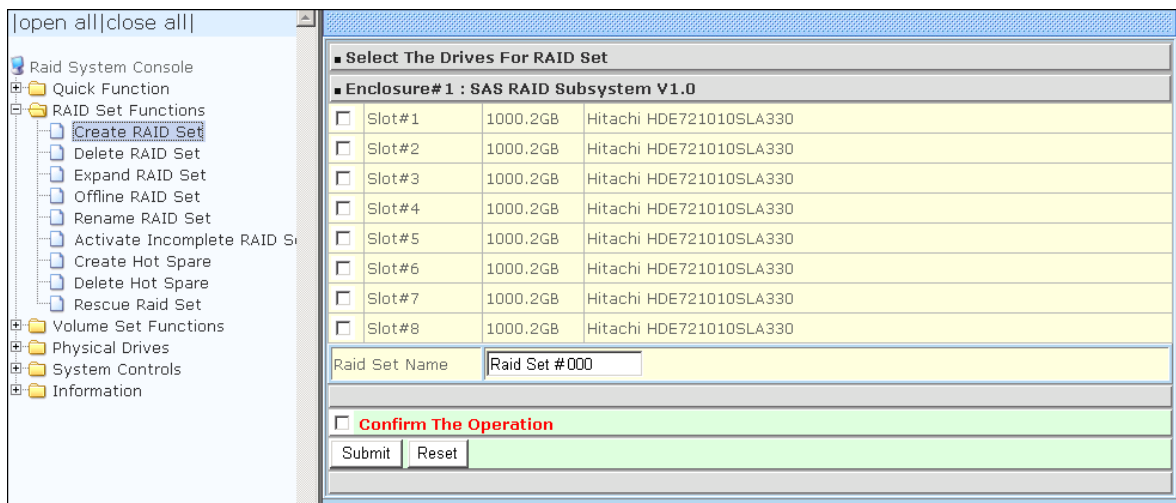 |open all|close all|
Raid System Console
Quick Function
RAID Set Functions
Create RAID Set
Delete RAID Set
Expand RAID Set
Offline RAID Set
Rename RAID Set
Activate Incomplete RAID S
Create Hot Spare
Delete Hot Spare
Rescue Raid Set
Volume Set Functions
Physical Drives
System Controls
Information
Select The Drives For RAID Set
Enclosure#1 : SAS RAID Subsystem V1.0
Slot#1 1000.2GB Hitachi HDE721010SLA330
Slot#2 1000.2GB Hitachi HDE721010SLA330
Slot#3 1000.2GB Hitachi HDE721010SLA330
Slot#4 1000.2GB Hitachi HDE721010SLA330
Slot#5 1000.2GB Hitachi HDE721010SLA330
Slot#6 1000.2GB Hitachi HDE721010SLA330
Slot#7 1000.2GB Hitachi HDE721010SLA330
Slot#8 1000.2GB Hitachi HDE721010SLA330
Raid Set Name Raid Set #000
Confirm The Operation
Submit Reset